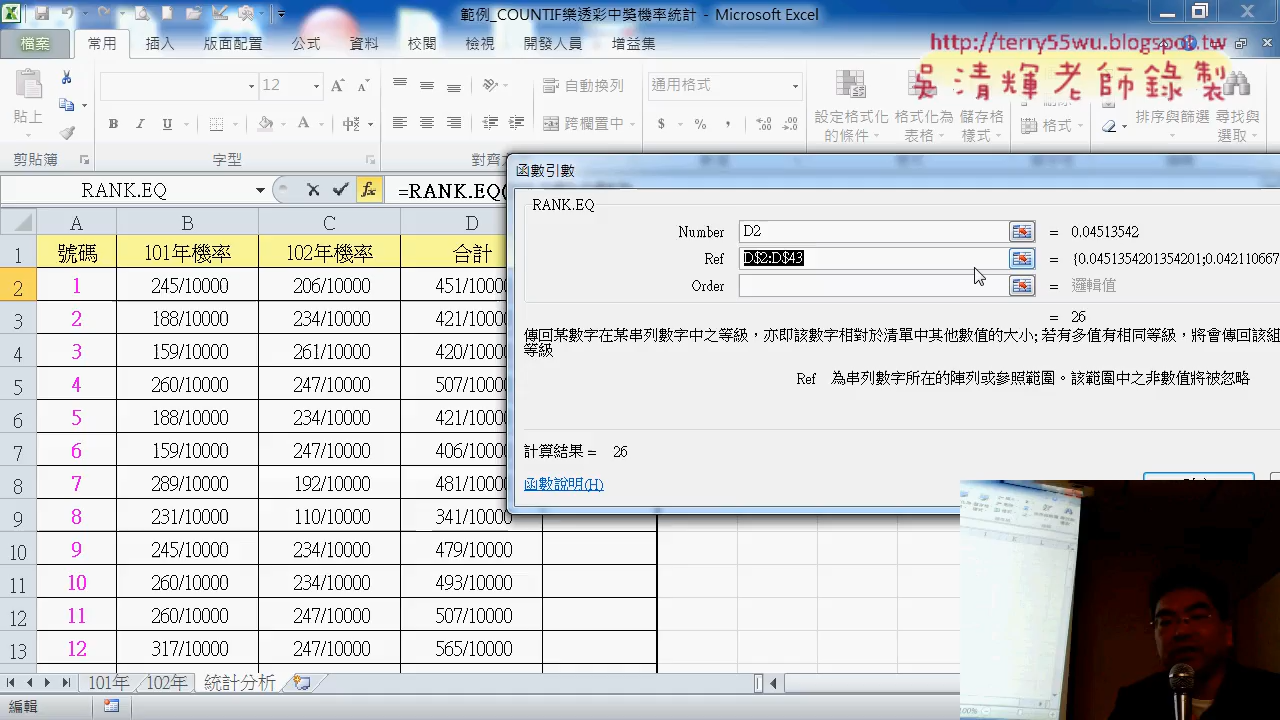 範例_COUNTIF樂透彩中獎機率統計 - Microsoft Excel
檔案 常用 插入 版面配置 公式 資料 校閱 檢視 開發人員 增益集
http://terry55wu.blogspot.tw
吳清輝老師錄製
貼上
12
自動換列
通用格式
跨欄置中
設定格式化的條件
格式化為表格
儲存格樣式
格式
排序與篩選
尋找與選取
剪貼簿 字型
RANK.EQ
=RANK.EQ(
函數引數
RANK.EQ
Number D2 = 0.04513542
Ref D$2:D$43 = {0.0451354201354201;0.042110667
Order = 邏輯值
= 26
傳回某數字在某串列數字中之等級，亦即該數字相對於清單中其他數值的大小; 若有多值有相同等級，將會傳回該組
等級
Ref 為串列數字所在的陣列或參照範圍。該範圍中之非數值將被忽略
計算結果 = 26
函數說明(H)
A B C D
1 號碼 101年機率 102年機率 合計
2 1 245/10000 451/10000
3 2 188/10000 234/10000 421/10000
4 3 159/10000 261/10000 420/10000
5 4 260/10000 247/10000 507/10000
6 5 188/10000 234/10000 421/10000
7 6 159/10000 247/10000 406/10000
8 7 289/10000 192/10000 481/10000
9 8 231/10000 110/10000 341/10000
10 9 245/10000 234/10000 479/10000
11 10 260/10000 234/10000 493/10000
12 11 260/10000 247/10000 507/10000
13 12 317/10000 247/10000 565/10000
101年 102年 統計分析
編輯